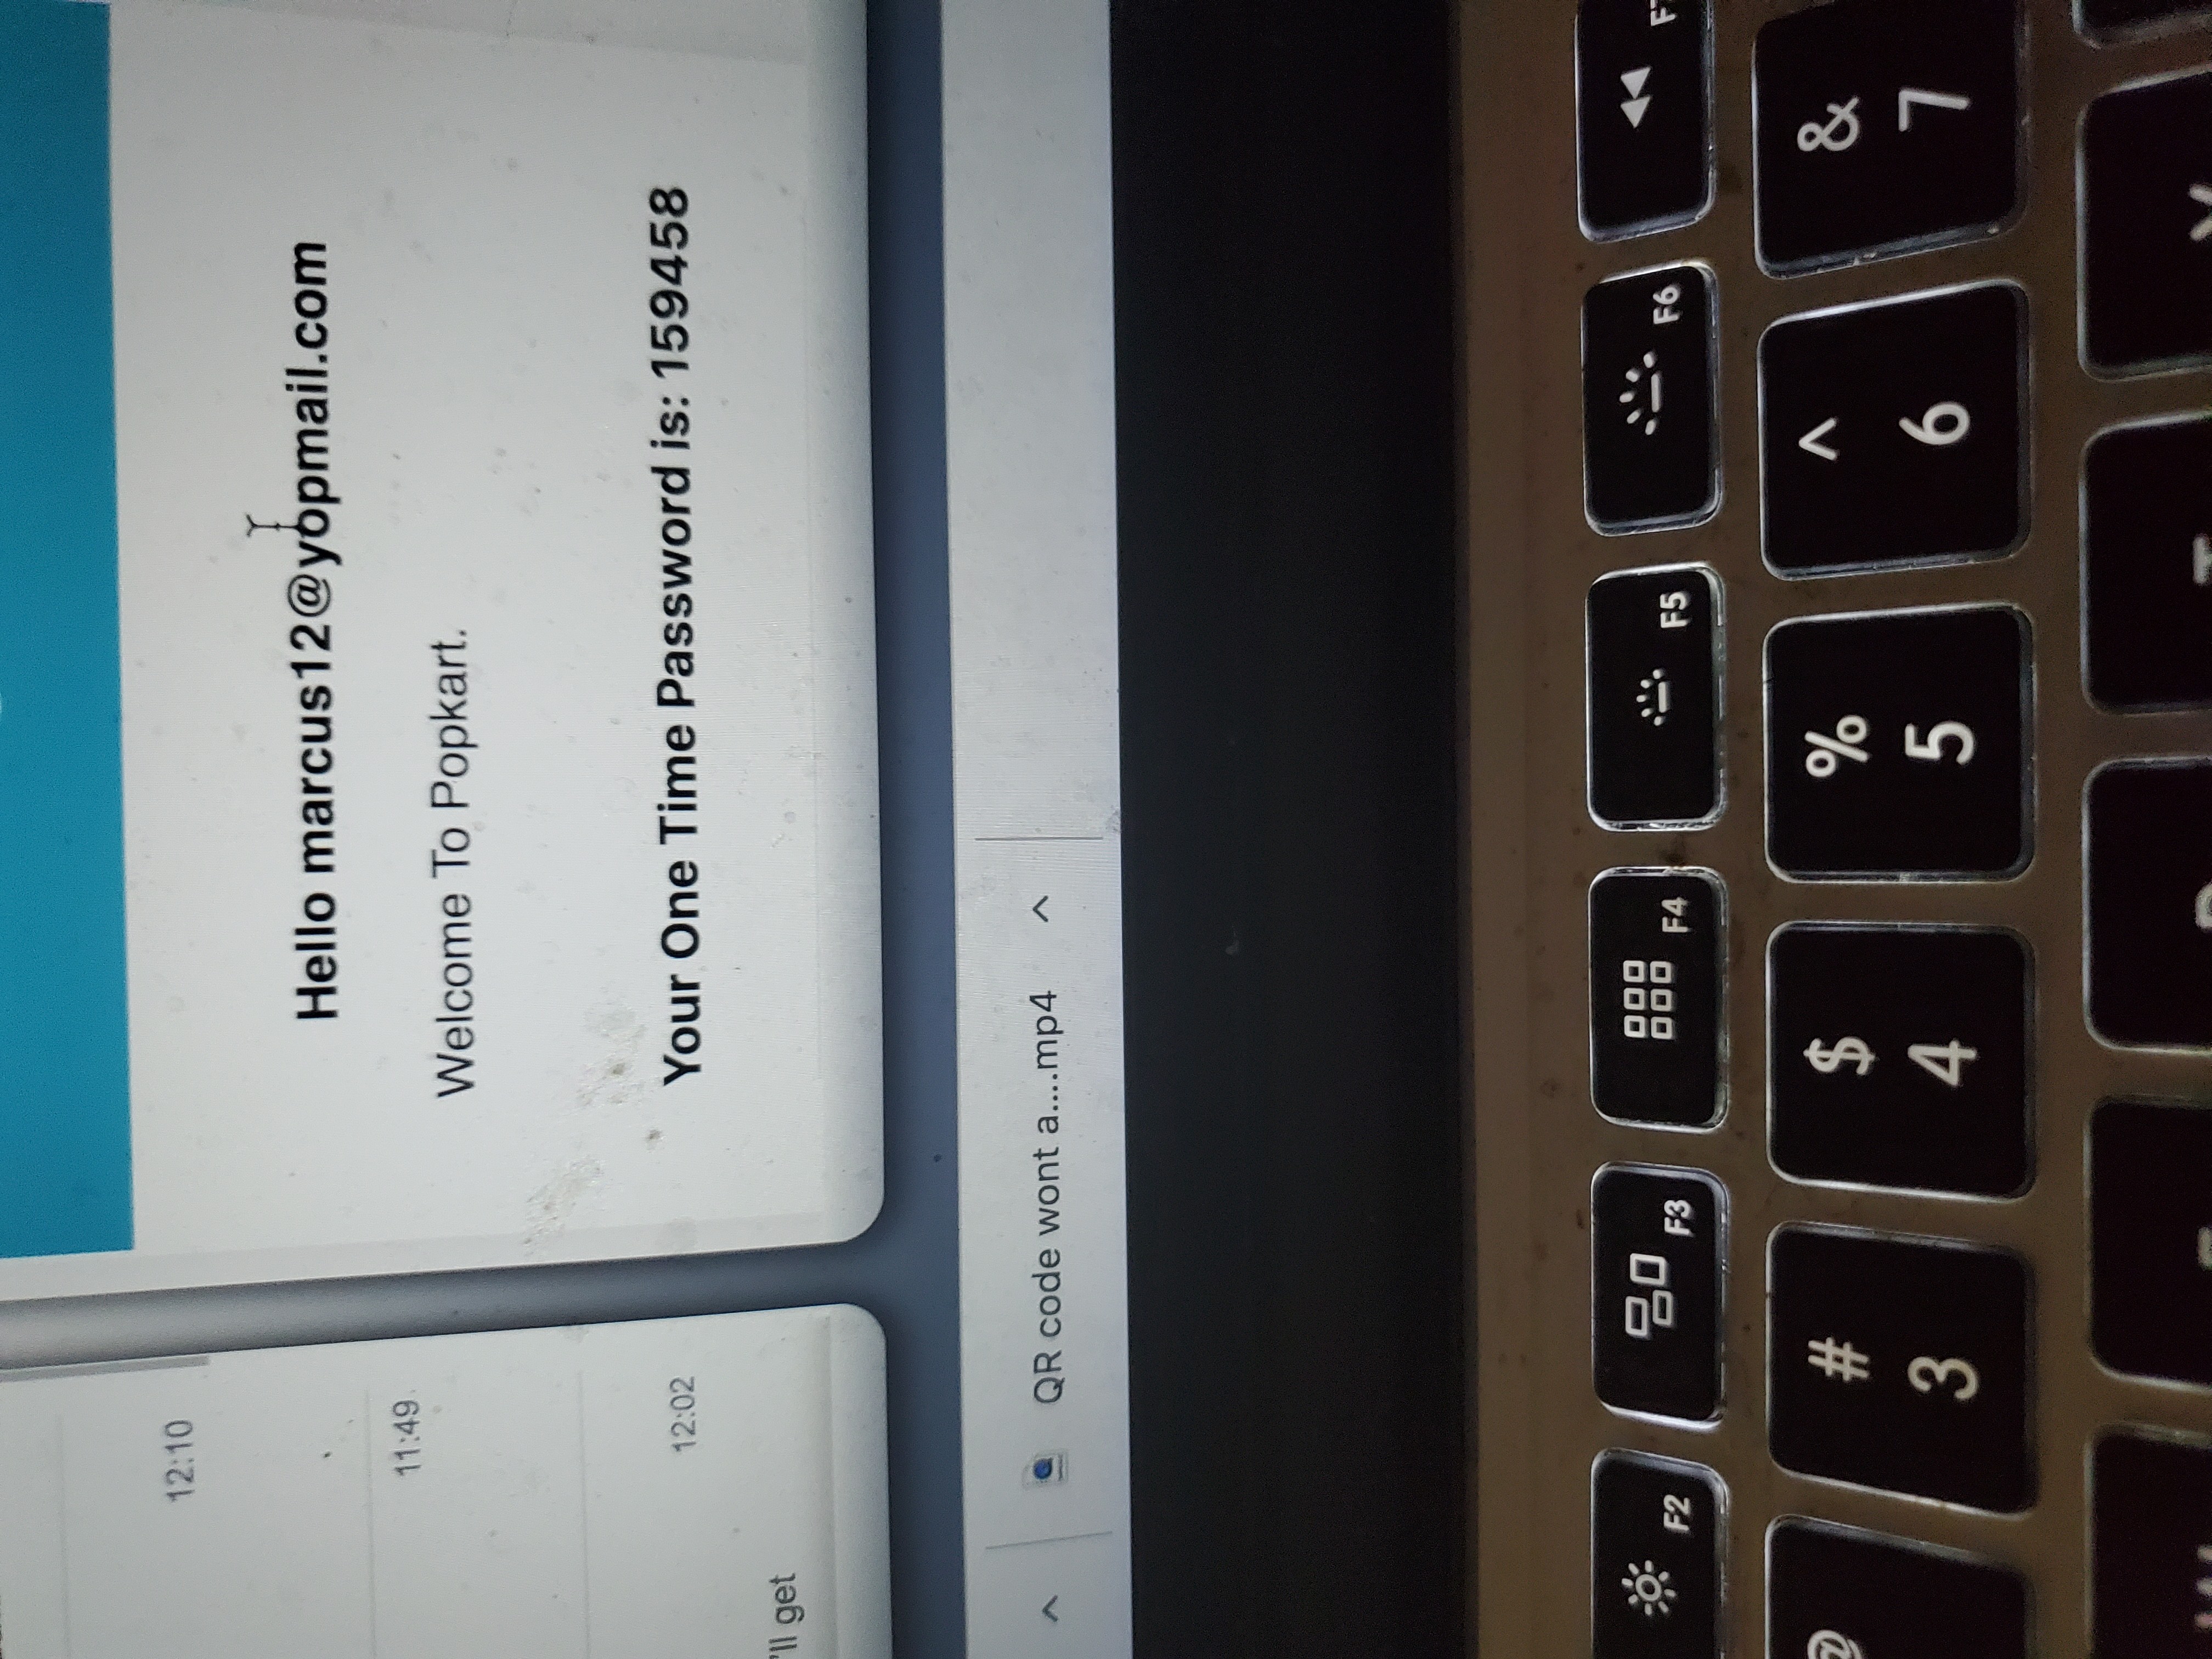 12:10
11:49
12:02
'll get
Hello marcus12@yopmail.com
Welcome To Popkart.
Your One Time Password is: 159458
QR code wont a....mp4
F2 F3 F4 F5 F6
@ # $ % ^ &
3 4 5 6 7